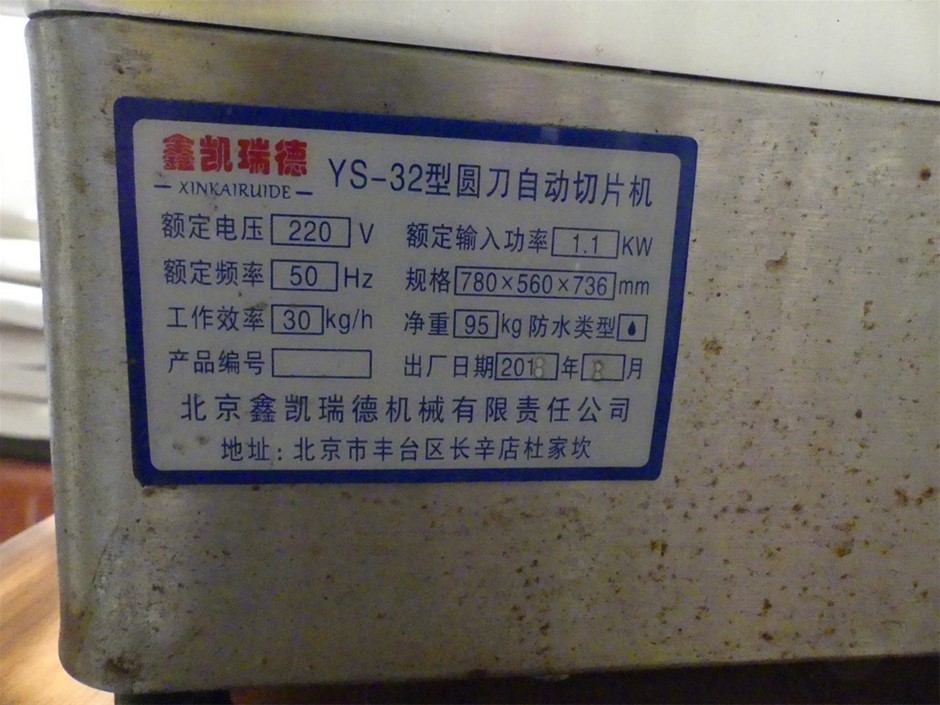 鑫凯瑞德
XINKAIRUIDE
YS-32型圆刀自动切片机
额定电压 220 V 额定输入功率 1.1 KW
额定频率 50 Hz 规格 780×560×736 mm
工作效率 30 kg/h 净重 95 kg 防水类型
产品编号 出厂日期 2018 年 8 月
北京鑫凯瑞德机械有限责任公司
地址：北京市丰台区长辛店杜家坎